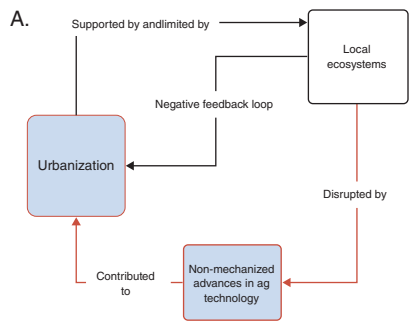 A.
Supported by andlimited by
Local
ecosystems
Negative feedback loop
Urbanization
Disrupted by
Non-mechanized
advances in ag
technology
Contributed
to